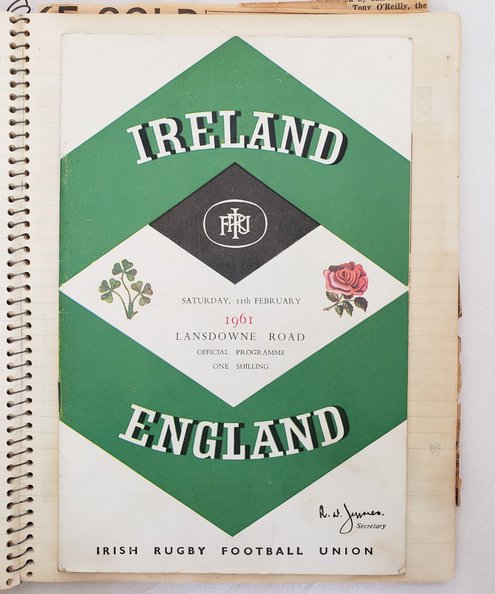 Tony O'Reilly, the
IRELAND
IRFU
SATURDAY, 11th FEBRUARY
1961
LANSDOWNE ROAD
OFFICIAL PROGRAMME
ONE SHILLING
ENGLAND
Secretary
IRISH RUGBY FOOTBALL UNION